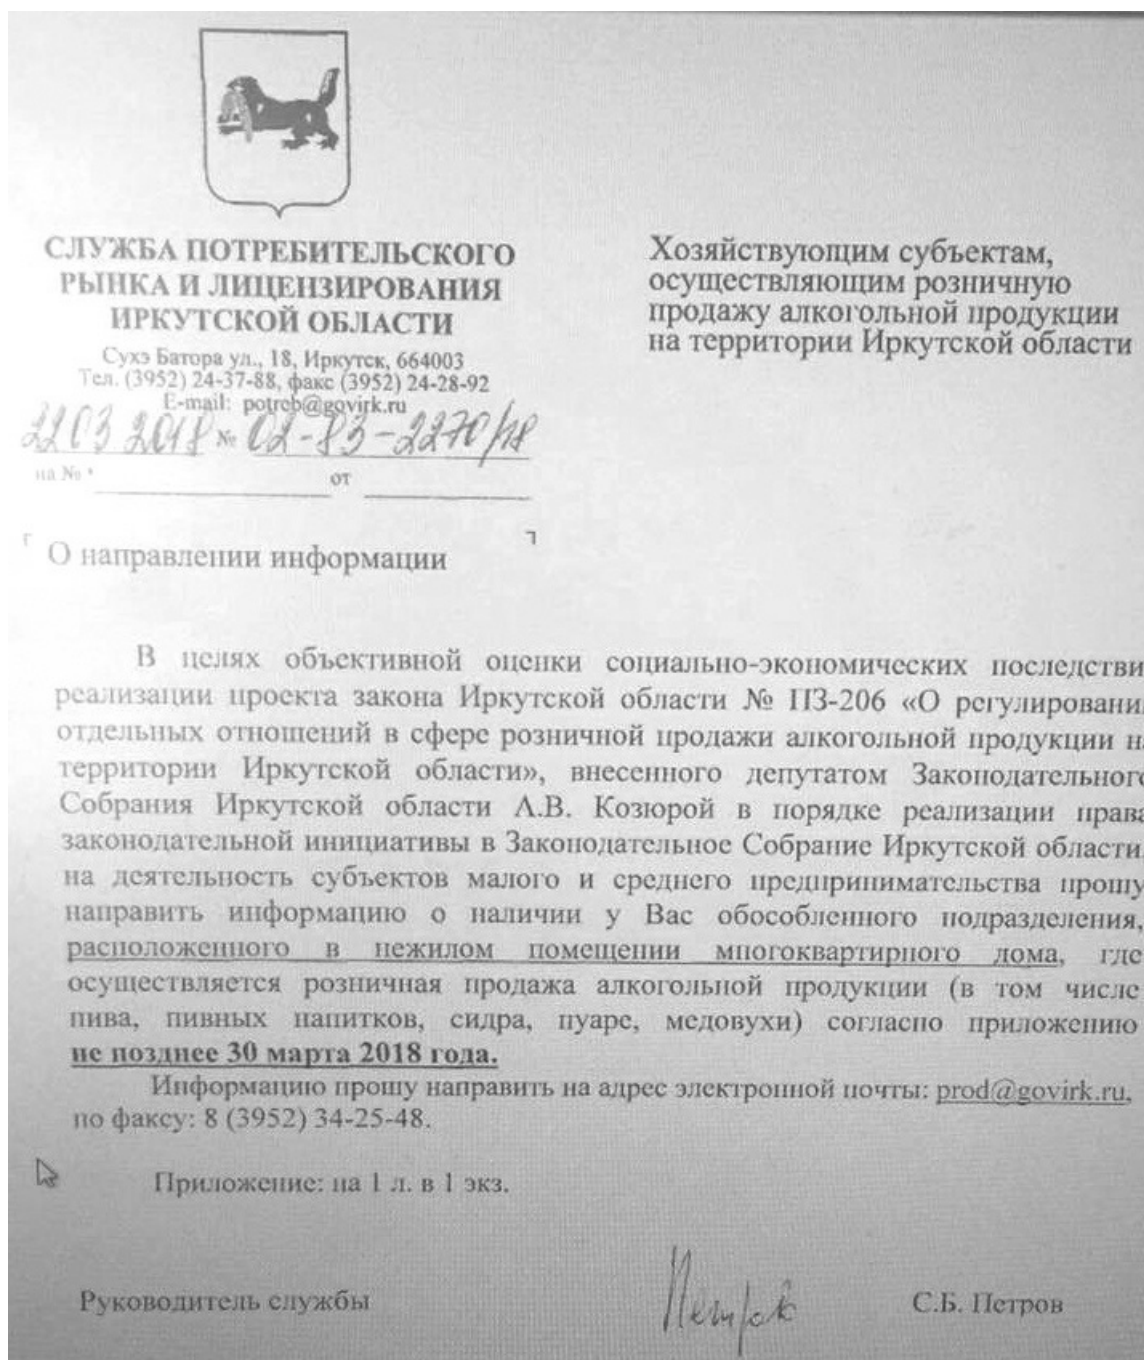 СЛУЖБА ПОТРЕБИТЕЛЬСКОГО
РЫНКА И ЛИЦЕНЗИРОВАНИЯ
ИРКУТСКОЙ ОБЛАСТИ
Сухэ Батора ул., 18, Иркутск, 664003
Тел. (3952) 24-37-88, факс (3952) 24-28-92
E-mail: potreb@govirk.ru
22 03 2018 № 02-83-2270/18
на № от
Хозяйствующим субъектам,
осуществляющим розничную
продажу алкогольной продукции
на территории Иркутской области
О направлении информации
В целях объективной оценки социально-экономических последстви
реализации проекта закона Иркутской области № ПЗ-206 «О регулировани
отдельных отношений в сфере розничной продажи алкогольной продукции н
территории Иркутской области», внесенного депутатом Законодательног
Собрания Иркутской области А.В. Козюрой в порядке реализации права
законодательной инициативы в Законодательное Собрание Иркутской области,
на деятельность субъектов малого и среднего предпринимательства прошу
направить информацию о наличии у Вас обособленного подразделения,
расположенного в нежилом помещении многоквартирного дома, где
осуществляется розничная продажа алкогольной продукции (в том числе
пива, пивных напитков, сидра, пуаре, медовухи) согласно приложению
не позднее 30 марта 2018 года.
Информацию прошу направить на адрес электронной почты: prod@govirk.ru,
по факсу: 8 (3952) 34-25-48.
Приложение: на 1 л. в 1 экз.
Руководитель службы С.Б. Петров